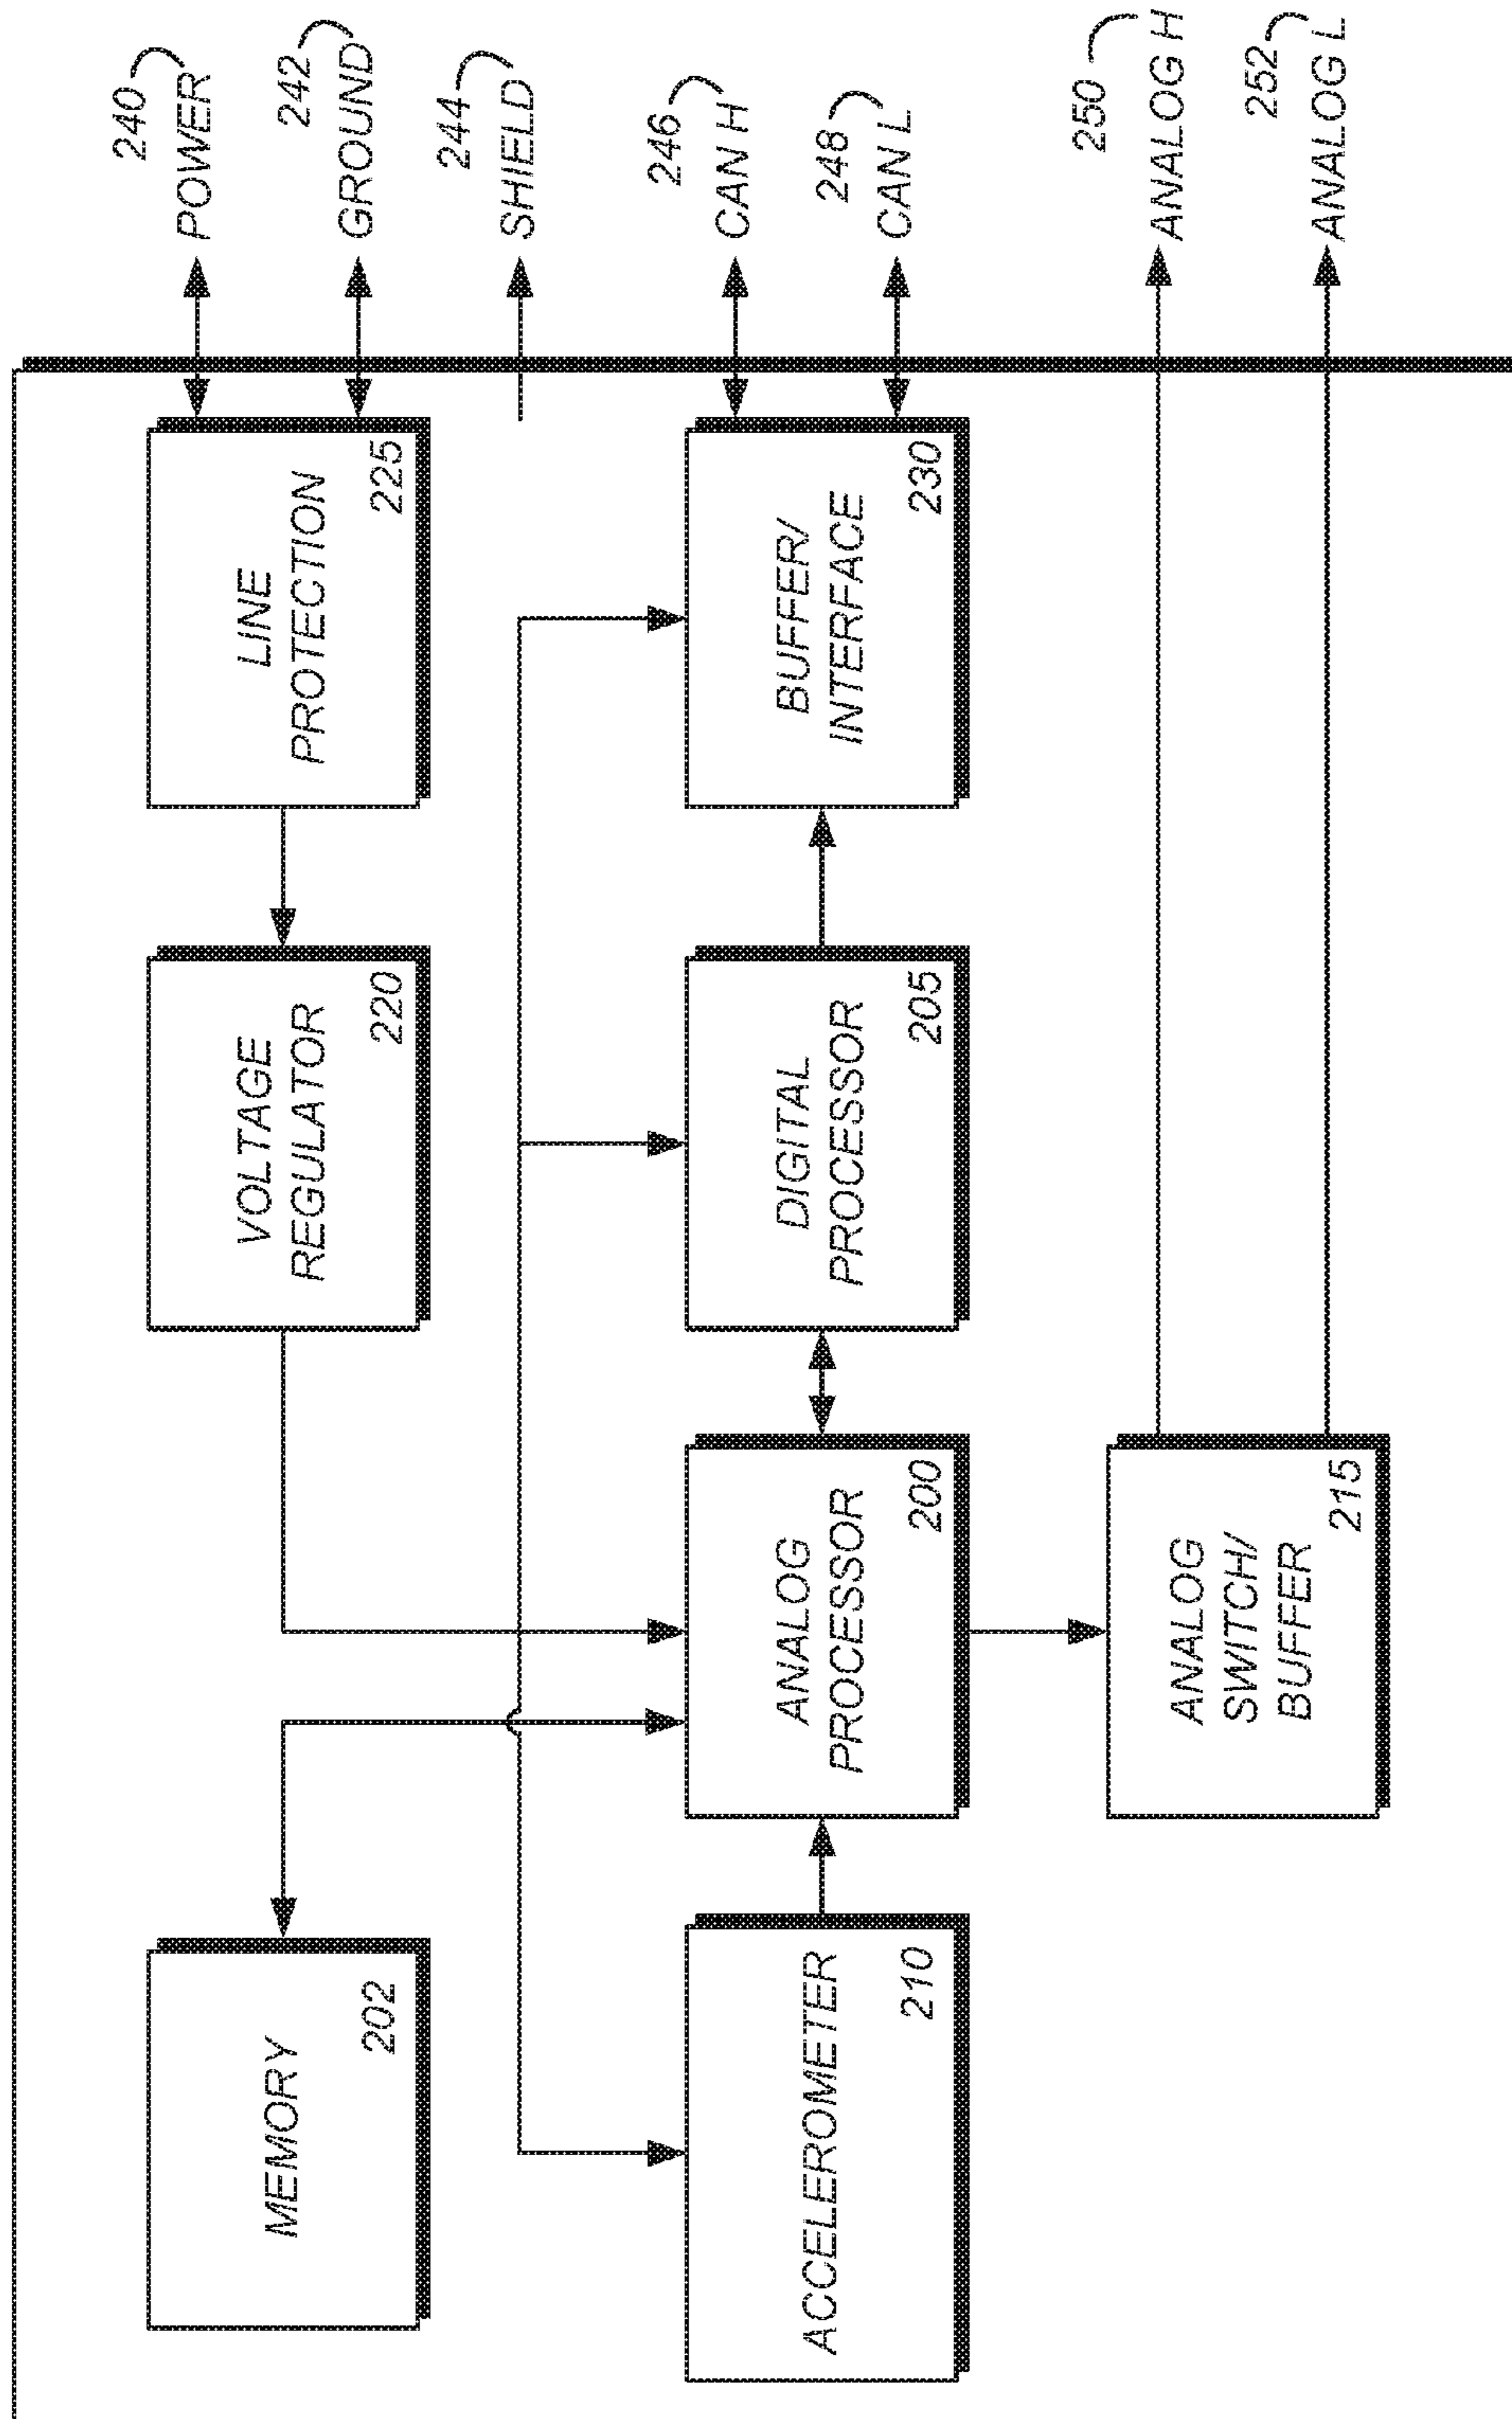 MEMORY
202
VOLTAGE
REGULATOR
220
LINE
PROTECTION
225
240
POWER
242
GROUND
244
SHIELD
ACCELEROMETER
210
ANALOG
PROCESSOR
200
DIGITAL
PROCESSOR
205
BUFFER/
INTERFACE
230
246
CAN H
248
CAN L
ANALOG
SWITCH/
BUFFER
215
250
ANALOG H
252
ANALOG L